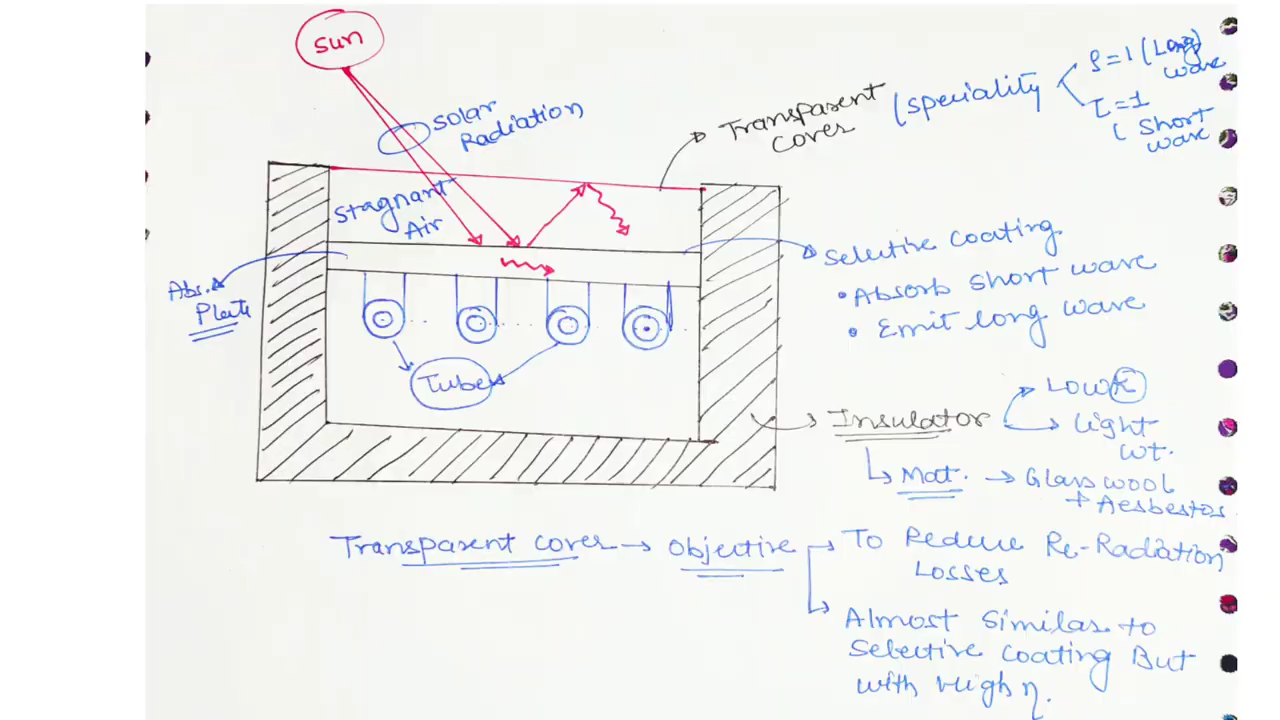 Sun
Solar
Radiation
Transparent
Cover
(Speciality
ρ=1 (Long
wave
τ=1
( Short
wave
Stagnant
Air
Abs.
Plate
Selective coating
• Absorb short wave
• Emit long wave
Tubes
Insulator
Low K
light
wt.
Mat. → Glass wool
+ Aesbestos
Transparent cover → Objective → To Reduce Re-Radiation
Losses
Almost Similar to
Selective Coating But
with High η.